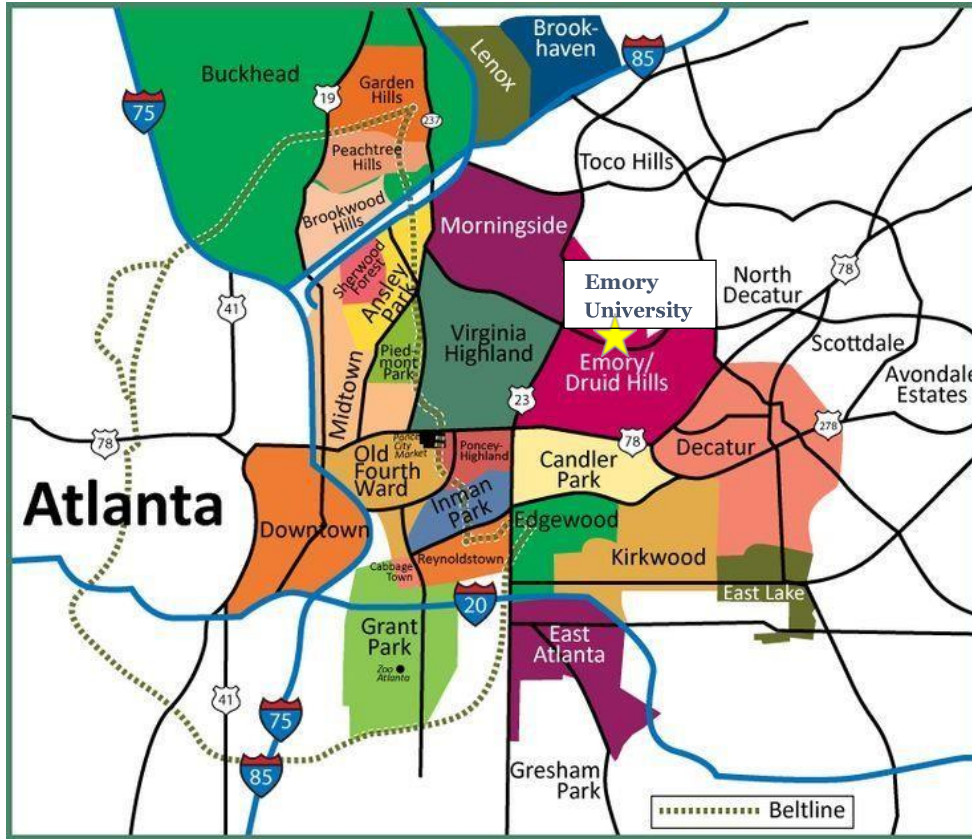 Buckhead
75
19
Garden
Hills
237
Lenox
Brook-
haven
85
Peachtree
Hills
Toco Hills
Brookwood
Hills
Morningside
Sherwood
Forest
Ansley
Park
41
Emory
University
North
Decatur
78
Virginia
Highland
Pied-
mont
Park
Midtown
Emory/
Druid Hills
Scottdale
Avondale
Estates
23
78
78
278
Old
Fourth
Ward
Ponce
City
Market
Poncey-
Highland
Candler
Park
Decatur
Atlanta
Inman
Park
Downtown
Edgewood
Reynoldstown
Kirkwood
Cabbage
Town
East Lake
20
Grant
Park
Zoo
Atlanta
East
Atlanta
41
75
85
Gresham
Park
Beltline